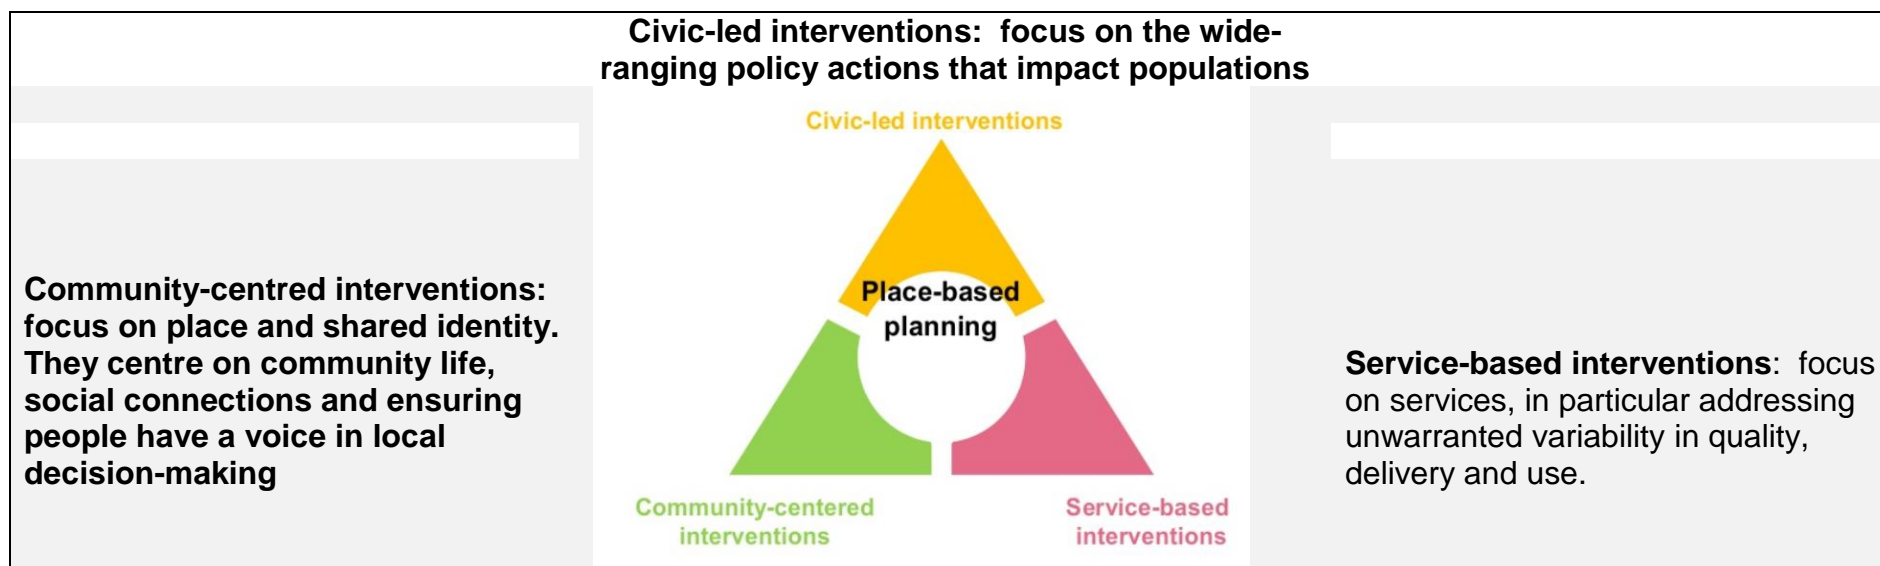 Civic-led interventions:  focus on the wide-
ranging policy actions that impact populations
Civic-led interventions
Place-based
planning
Community-centered
interventions
Service-based
interventions
Community-centred interventions:
focus on place and shared identity.
They centre on community life,
social connections and ensuring
people have a voice in local
decision-making
Service-based interventions:  focus
on services, in particular addressing
unwarranted variability in quality,
delivery and use.